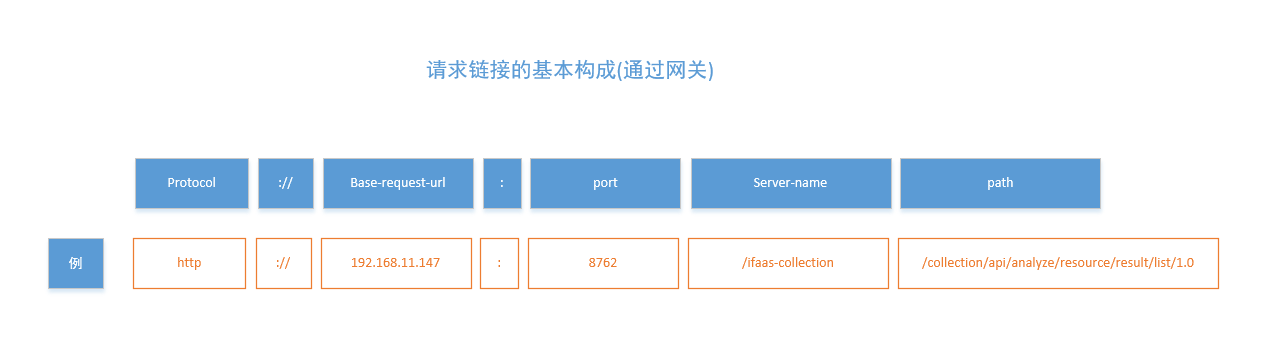 请求链接的基本构成(通过网关)
Protocol :// Base-request-url : port Server-name path
例 http :// 192.168.11.147 : 8762 /ifaas-collection /collection/api/analyze/resource/result/list/1.0